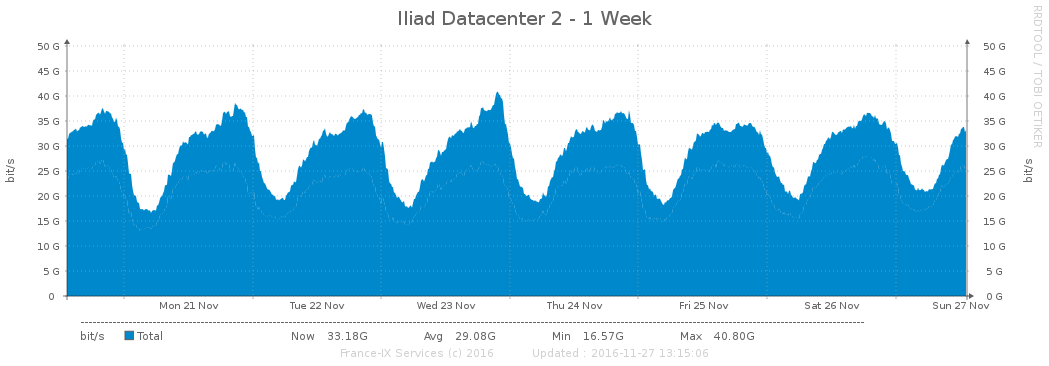 Iliad Datacenter 2 - 1 Week
RRDTOOL / TOBI OETIKER
bit/s
50 G 50 G
45 G 45 G
40 G 40 G
35 G 35 G
30 G 30 G
25 G 25 G
20 G 20 G
15 G 15 G
10 G 10 G
5 G 5 G
0 0 G
bit/s
Mon 21 Nov Tue 22 Nov Wed 23 Nov Thu 24 Nov Fri 25 Nov Sat 26 Nov Sun 27 Nov
bit/s Total Now 33.18G Avg 29.08G Min 16.57G Max 40.80G
France-IX Services (c) 2016 Updated : 2016-11-27 13:15:06